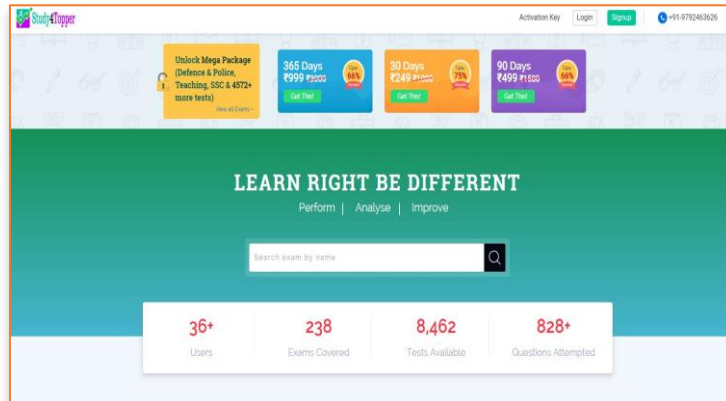 Study4Topper
Activation Key
Login
Signup
+91-9792463626
Unlock Mega Package
(Defence & Police,
Teaching, SSC & 4572+
more tests)
View all Exams
365 Days
₹999 ₹3000
66%
Get This!
30 Days
₹249 ₹1000
75%
Get This!
90 Days
₹499 ₹1500
66%
Get This!
LEARN RIGHT BE DIFFERENT
Perform | Analyse | Improve
Search exam by name
36+
Users
238
Exams Covered
8,462
Tests Available
828+
Questions Attempted